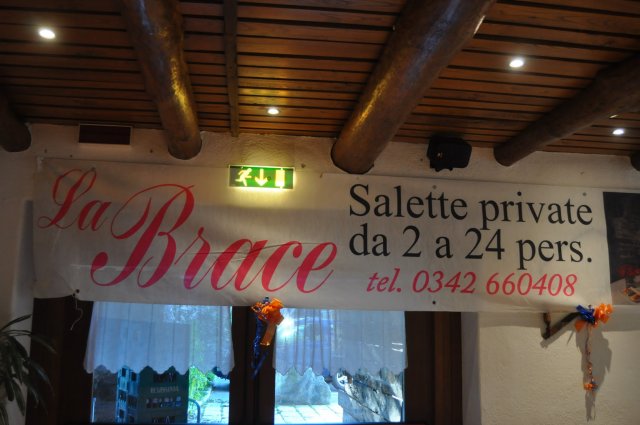 La Brace
Salette private
da 2 a 24 pers.
tel. 0342 660408